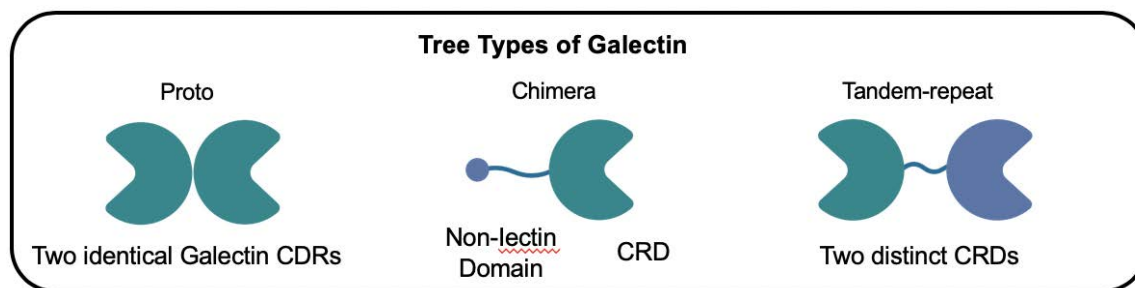 Tree Types of Galectin
Proto
Chimera
Tandem-repeat
Two identical Galectin CDRs
Non-lectin
Domain
CRD
Two distinct CRDs